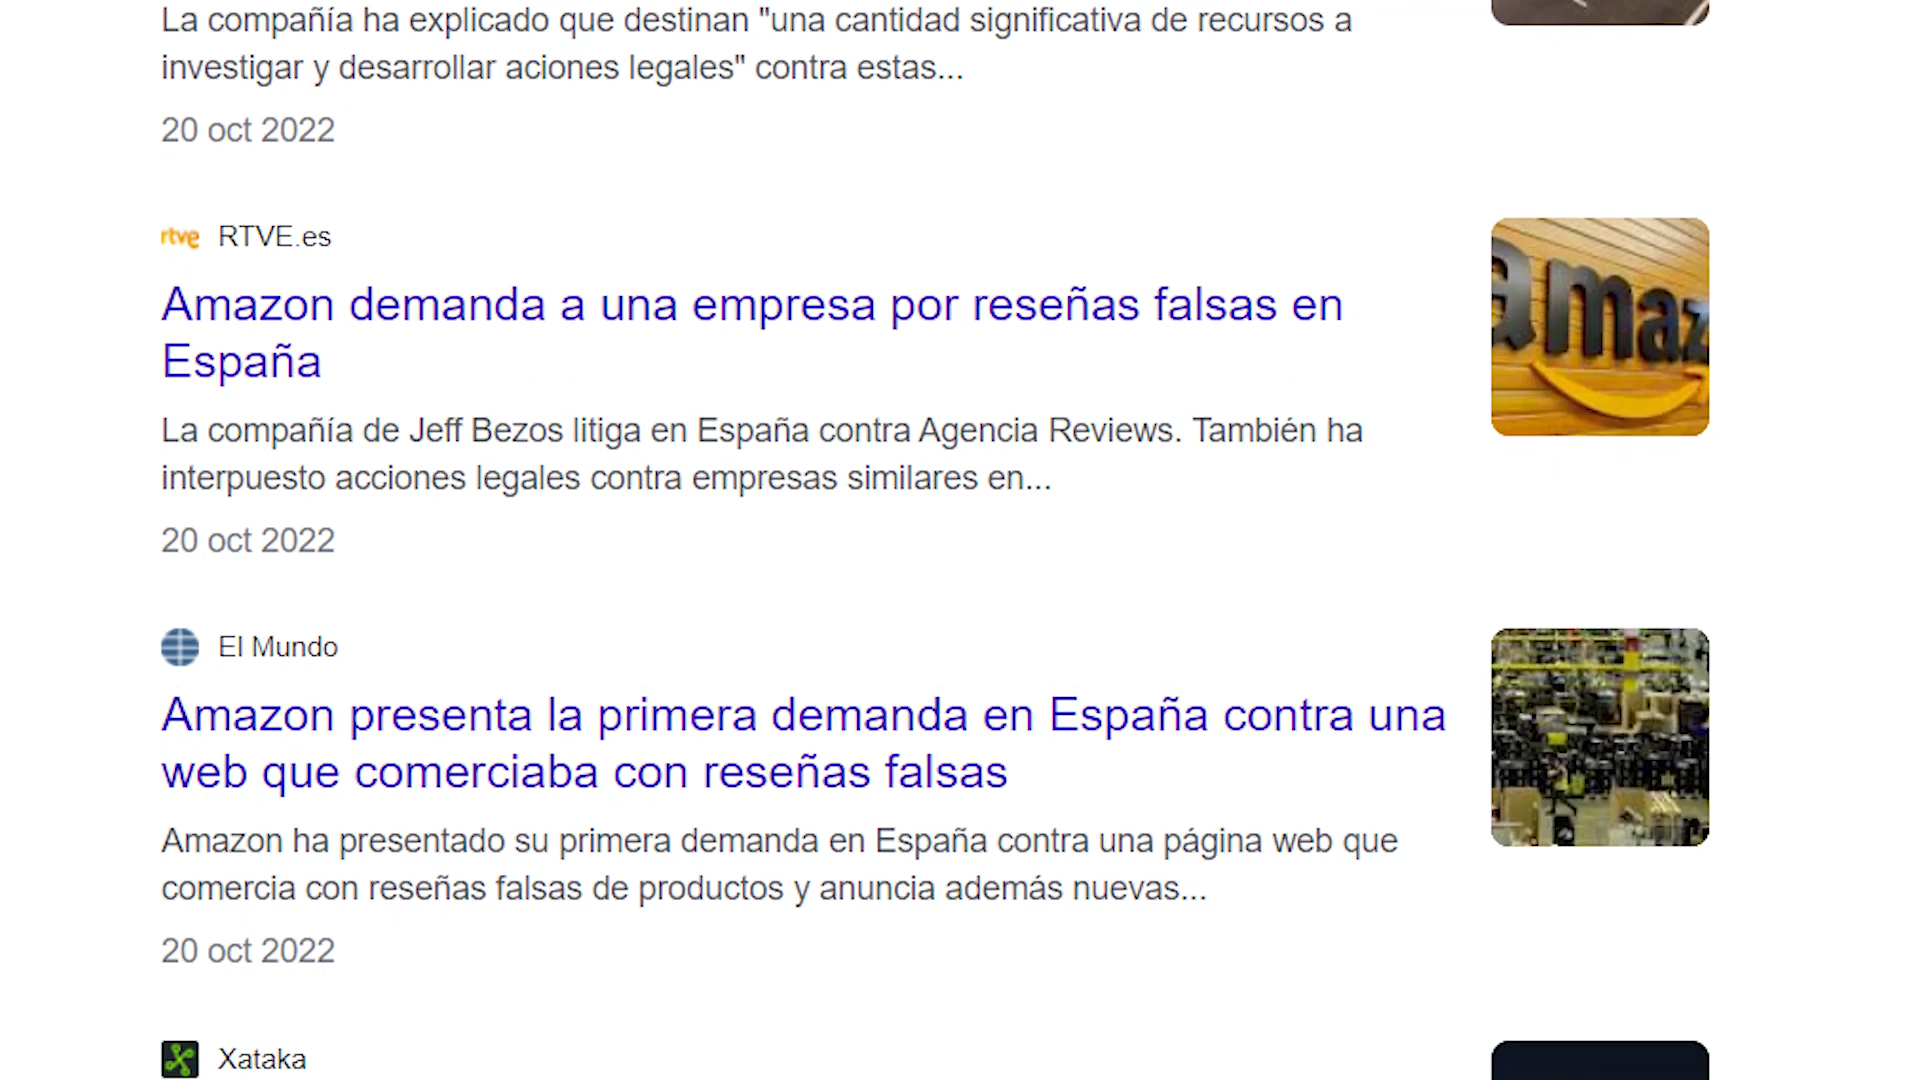 La compañía ha explicado que destinan "una cantidad significativa de recursos a
investigar y desarrollar aciones legales" contra estas...
20 oct 2022
rtve RTVE.es
Amazon demanda a una empresa por reseñas falsas en
España
amaz
La compañía de Jeff Bezos litiga en España contra Agencia Reviews. También ha
interpuesto acciones legales contra empresas similares en...
20 oct 2022
El Mundo
Amazon presenta la primera demanda en España contra una
web que comerciaba con reseñas falsas
Amazon ha presentado su primera demanda en España contra una página web que
comercia con reseñas falsas de productos y anuncia además nuevas...
20 oct 2022
Xataka